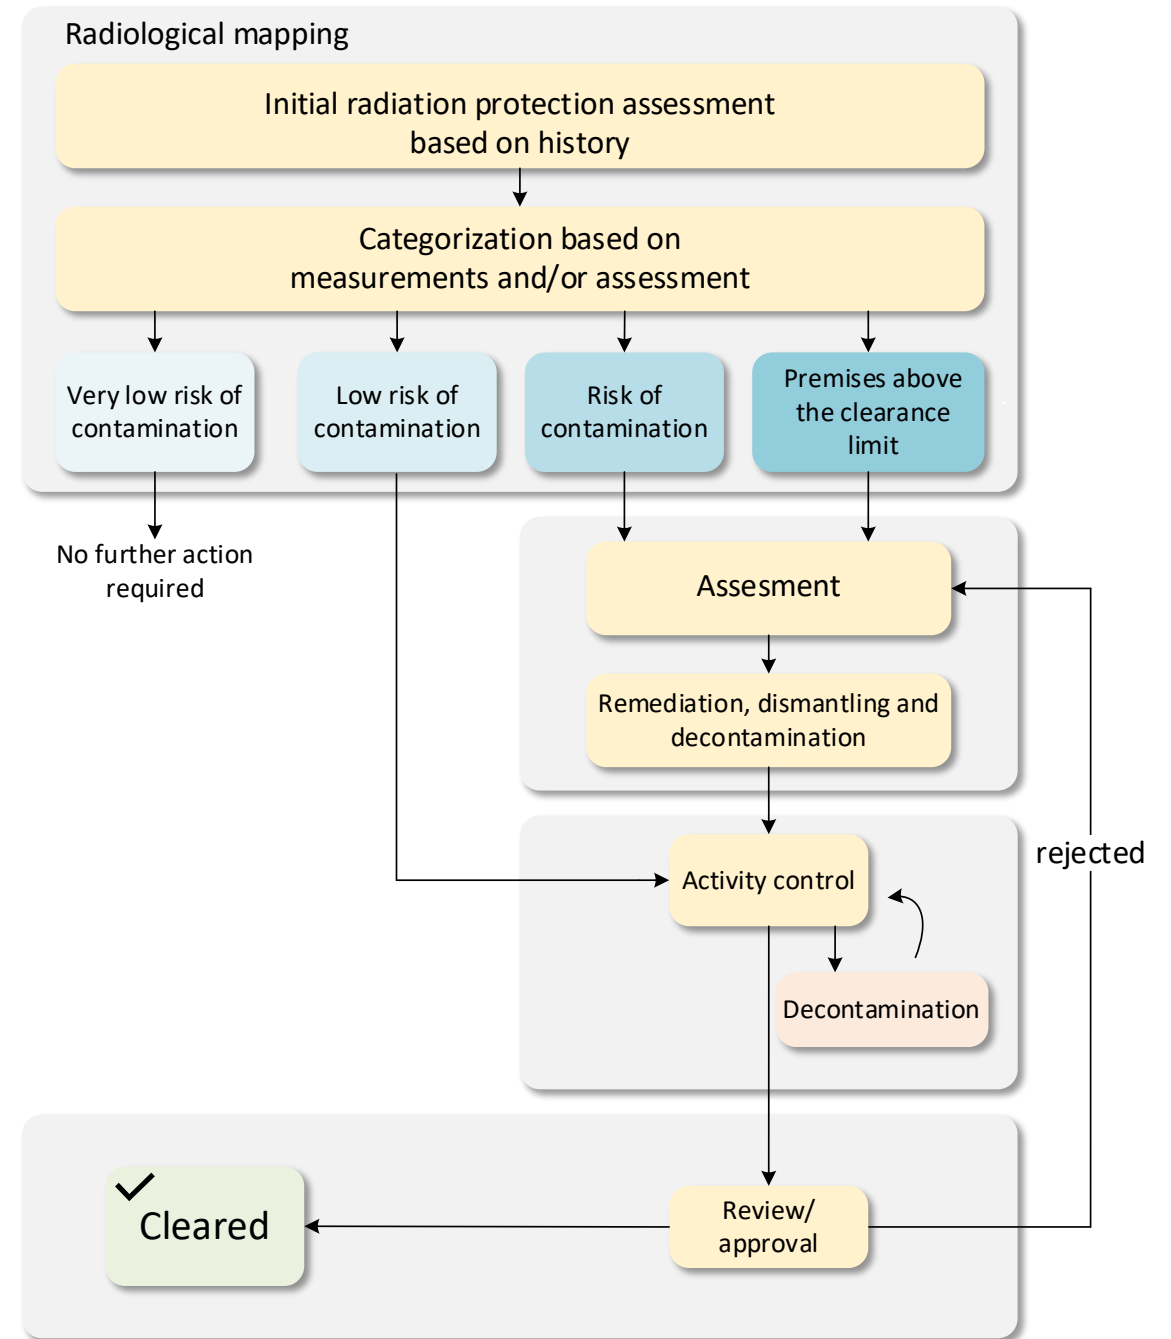 Radiological mapping
Initial radiation protection assessment
based on history
Categorization based on
measurements and/or assessment
Very low risk of
contamination
Low risk of
contamination
Risk of
contamination
Premises above
the clearance
limit
No further action
required
Assesment
Remediation, dismantling and
decontamination
Activity control
rejected
Decontamination
Cleared
Review/
approval